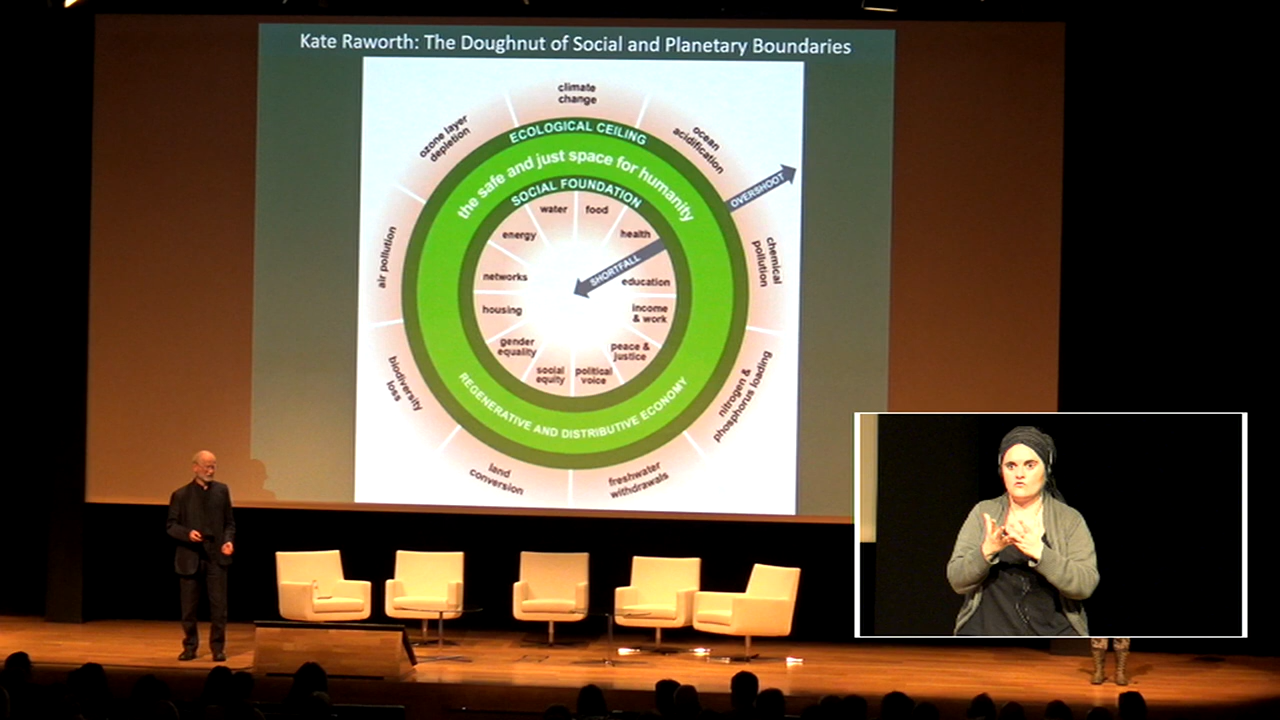 Kate Raworth: The Doughnut of Social and Planetary Boundaries
climate
change
ozone layer
depletion
ocean
acidification
ECOLOGICAL CEILING
the safe and just space for humanity
SOCIAL FOUNDATION
OVERSHOOT
water
food
energy
health
SHORTFALL
air pollution
chemical
pollution
networks
education
housing
income
& work
gender
equality
peace &
justice
social
equity
political
voice
biodiversity
loss
nitrogen &
phosphorus loading
REGENERATIVE AND DISTRIBUTIVE ECONOMY
land
conversion
freshwater
withdrawals